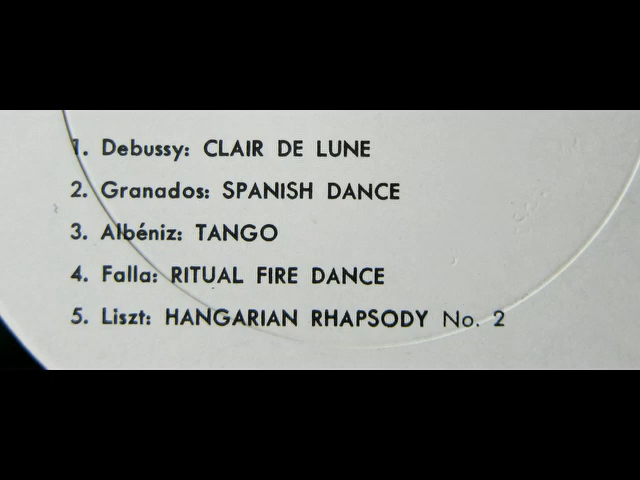 1. Debussy: CLAIR DE LUNE
2. Granados: SPANISH DANCE
3. Albéniz: TANGO
4. Falla: RITUAL FIRE DANCE
5. Liszt: HANGARIAN RHAPSODY No. 2